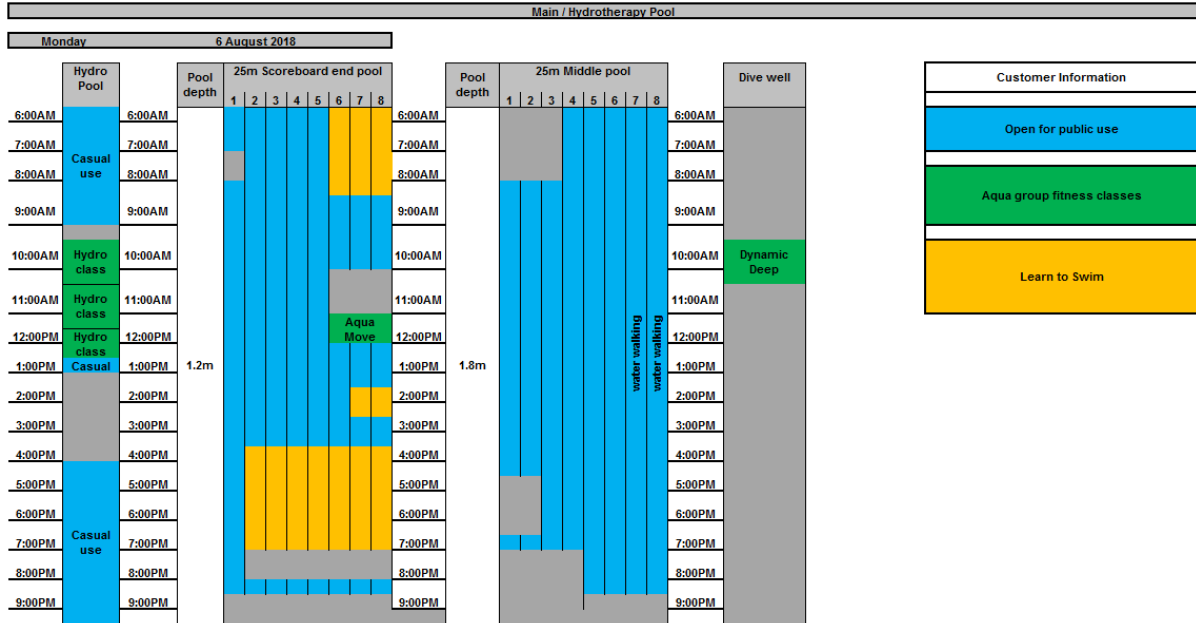 Main / Hydrotherapy Pool
Monday 6 August 2018
Hydro Pool
Pool depth
25m Scoreboard end pool
1 2 3 4 5 6 7 8
Pool depth
25m Middle pool
1 2 3 4 5 6 7 8
Dive well
Customer Information
6:00AM 6:00AM 6:00AM 6:00AM
Open for public use
7:00AM 7:00AM 7:00AM 7:00AM
Casual use
8:00AM 8:00AM 8:00AM 8:00AM
Aqua group fitness classes
9:00AM 9:00AM 9:00AM 9:00AM
10:00AM Hydro class 10:00AM 10:00AM 10:00AM Dynamic Deep
Learn to Swim
11:00AM Hydro class 11:00AM 11:00AM 11:00AM
Aqua Move
12:00PM Hydro class 12:00PM 12:00PM 12:00PM
water walking
water walking
1:00PM Casual 1:00PM 1.2m 1:00PM 1.8m 1:00PM
2:00PM 2:00PM 2:00PM 2:00PM
3:00PM 3:00PM 3:00PM 3:00PM
4:00PM 4:00PM 4:00PM 4:00PM
5:00PM 5:00PM 5:00PM 5:00PM
6:00PM 6:00PM 6:00PM 6:00PM
Casual use
7:00PM 7:00PM 7:00PM 7:00PM
8:00PM 8:00PM 8:00PM 8:00PM
9:00PM 9:00PM 9:00PM 9:00PM